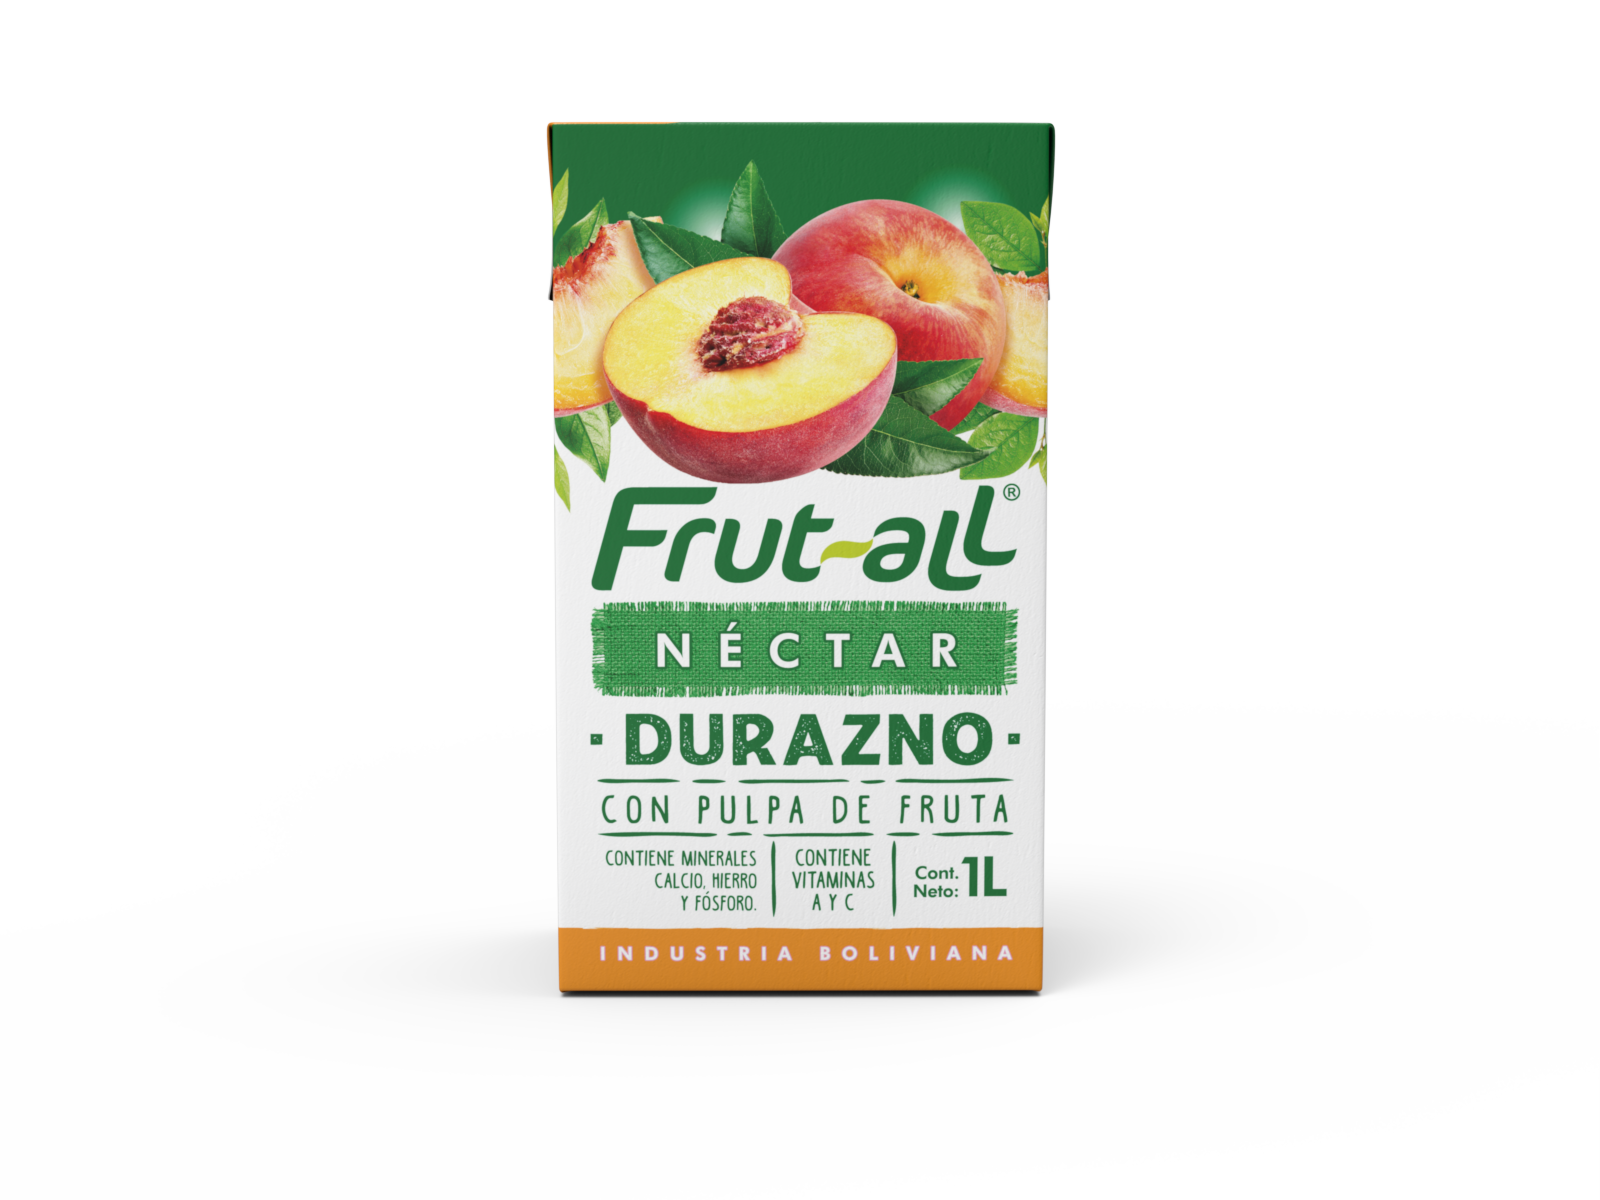 Frut-all®
NÉCTAR
· DURAZNO ·
CON PULPA DE FRUTA
CONTIENE MINERALES
CALCIO, HIERRO
Y FÓSFORO.
CONTIENE
VITAMINAS
A Y C
Cont.
Neto: 1L
INDUSTRIA BOLIVIANA